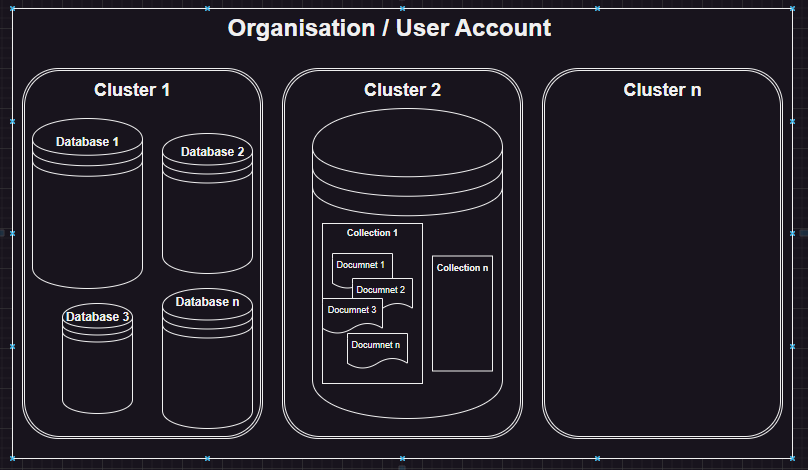 Organisation / User Account
Cluster 1
Cluster 2
Cluster n
Database 1
Database 2
Database 3
Database n
Collection 1
Documnet 1
Documnet 2
Documnet 3
Documnet n
Collection n